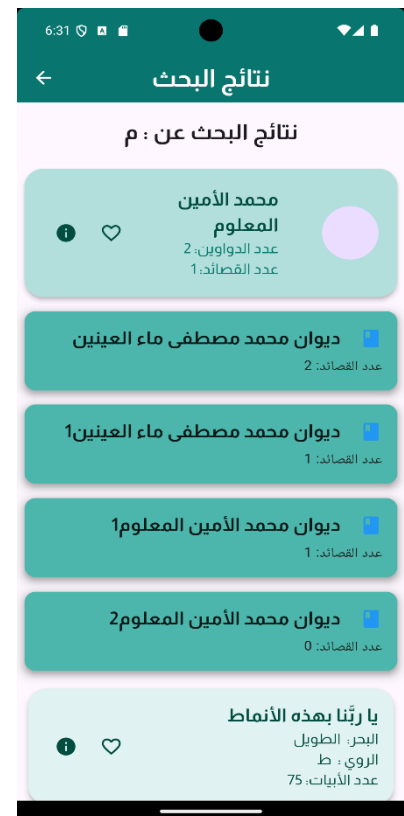 6:31
نتائج البحث
نتائج البحث عن : م
محمد الأمين
المعلوم
عدد الدواوين: 2
عدد القصائد: 1
ديوان محمد مصطفى ماء العينين
عدد القصائد: 2
ديوان محمد مصطفى ماء العينين1
عدد القصائد: 1
ديوان محمد الأمين المعلوم1
عدد القصائد: 1
ديوان محمد الأمين المعلوم2
عدد القصائد: 0
يا ربَّنا بهذه الأنماط
البحر: الطويل
الروي : ط
عدد الأبيات: 75